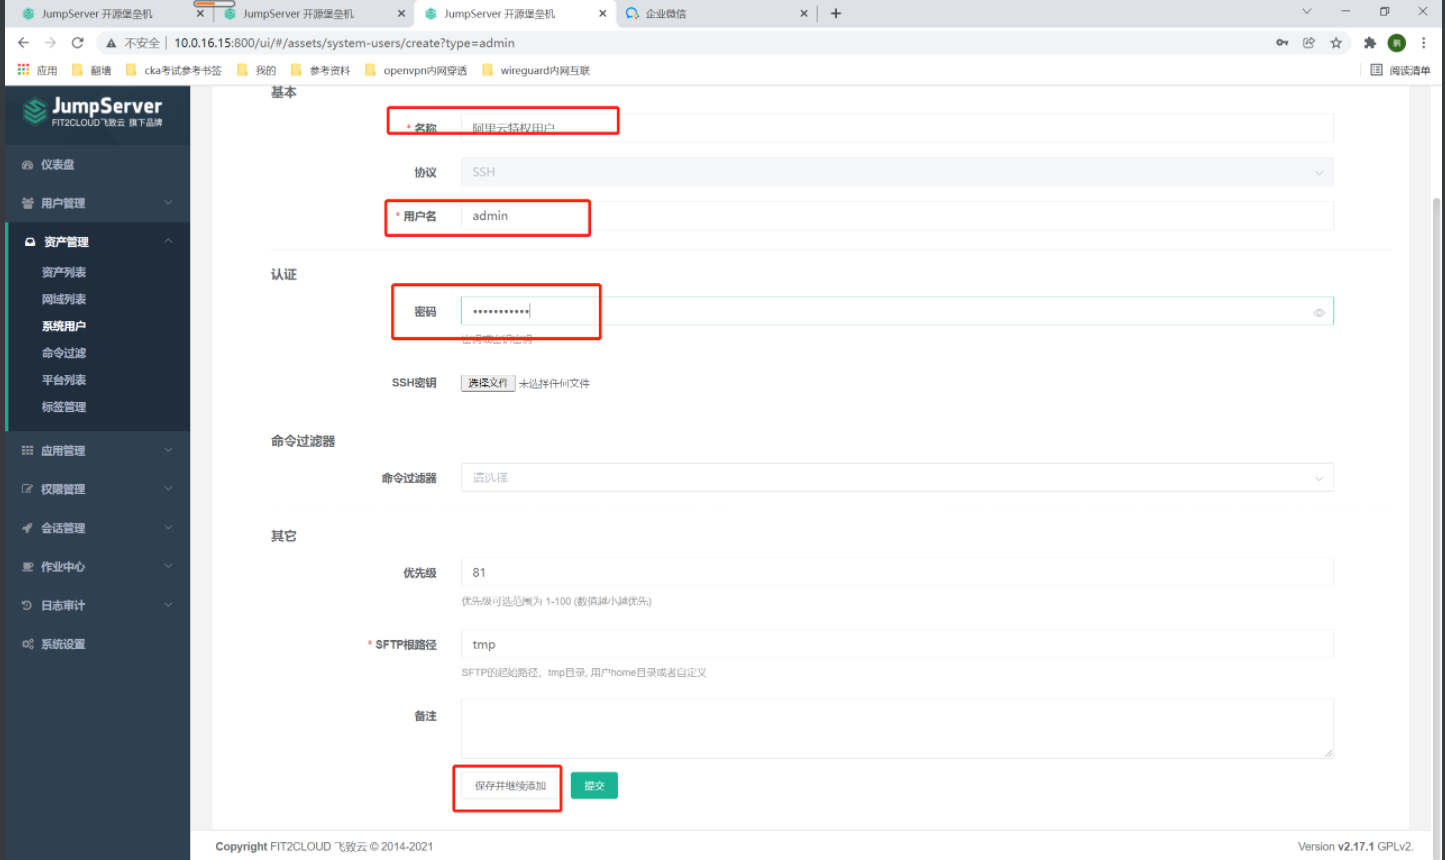 JumpServer 开源堡垒机
JumpServer 开源堡垒机
JumpServer 开源堡垒机
企业微信
不安全
10.0.16.15:800/ui/#/assets/system-users/create?type=admin
鹏
应用
翻墙
cka考试参考书签
我的
参考资料
openvpn内网穿透
wireguard内网互联
阅读清单
JumpServer
FIT2CLOUD飞致云 旗下品牌
仪表盘
用户管理
资产管理
资产列表
网域列表
系统用户
命令过滤
平台列表
标签管理
应用管理
权限管理
会话管理
作业中心
日志审计
系统设置
基本
* 名称
阿里云特权用户
协议
SSH
* 用户名
admin
认证
密码
•••••••••••
密码或密钥密码
SSH密钥
选择文件 未选择任何文件
命令过滤器
命令过滤器
请选择
其它
优先级
81
优先级可选范围为 1-100 (数值越小越优先)
* SFTP根路径
tmp
SFTP的起始路径，tmp目录, 用户home目录或者自定义
备注
保存并继续添加
提交
Copyright FIT2CLOUD 飞致云 © 2014-2021
Version v2.17.1 GPLv2.